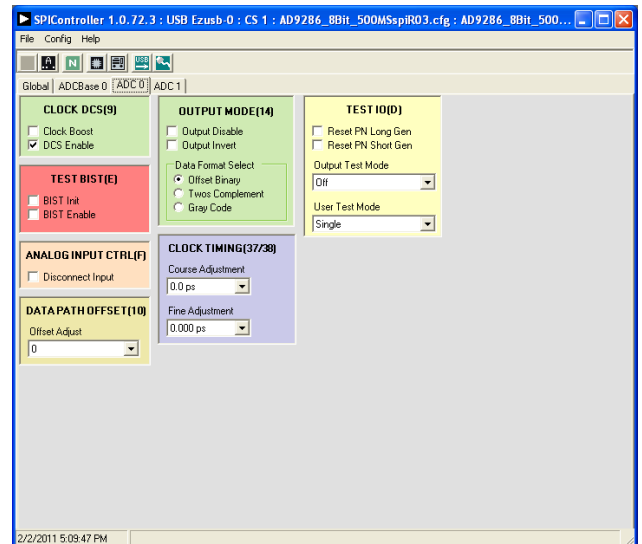 SPIController 1.0.72.3 : USB Ezusb-0 : CS 1 : AD9286_8Bit_500MSspiR03.cfg : AD9286_8Bit_500...
File Config Help
A N USB
Global ADCBase 0 ADC 0 ADC 1
CLOCK DCS(9)
Clock Boost
DCS Enable
TEST BIST(E)
BIST Init
BIST Enable
ANALOG INPUT CTRL(F)
Disconnect Input
DATA PATH OFFSET(10)
Offset Adjust
0
OUTPUT MODE(14)
Output Disable
Output Invert
Data Format Select
Offset Binary
Twos Complement
Gray Code
CLOCK TIMING(37/38)
Course Adjustment
0.0 ps
Fine Adjustment
0.000 ps
TEST IO(D)
Reset PN Long Gen
Reset PN Short Gen
Output Test Mode
Off
User Test Mode
Single
2/2/2011 5:09:47 PM